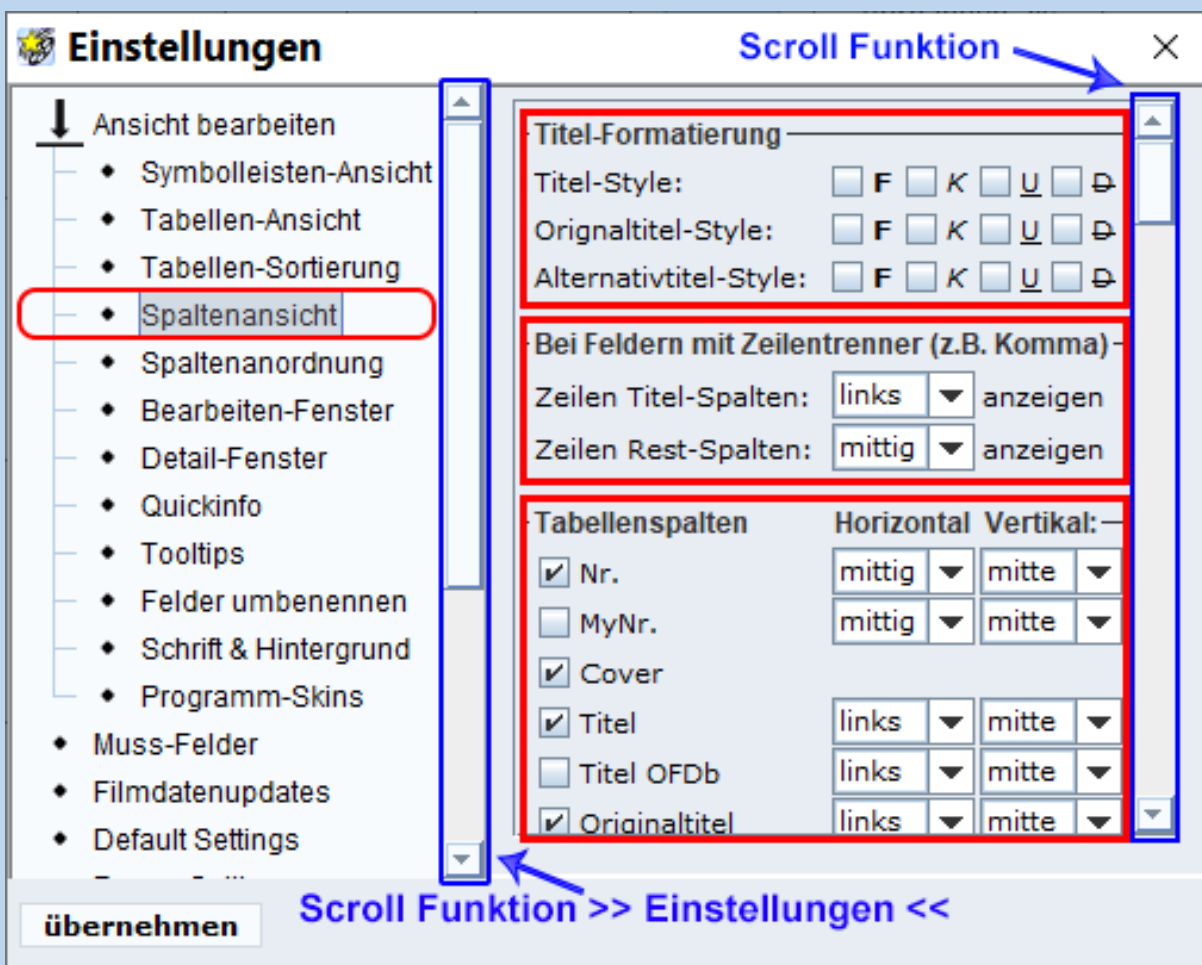 Einstellungen
Scroll Funktion
Ansicht bearbeiten
Symbolleisten-Ansicht
Tabellen-Ansicht
Tabellen-Sortierung
Spaltenansicht
Spaltenanordnung
Bearbeiten-Fenster
Detail-Fenster
Quickinfo
Tooltips
Felder umbenennen
Schrift & Hintergrund
Programm-Skins
Muss-Felder
Filmdatenupdates
Default Settings
Titel-Formatierung
Titel-Style: F K U D
Orignaltitel-Style: F K U D
Alternativtitel-Style: F K U D
Bei Feldern mit Zeilentrenner (z.B. Komma)
Zeilen Titel-Spalten: links anzeigen
Zeilen Rest-Spalten: mittig anzeigen
Tabellenspalten Horizontal Vertikal:
Nr. mittig mitte
MyNr. mittig mitte
Cover
Titel links mitte
Titel OFDb links mitte
Originaltitel links mitte
Scroll Funktion >> Einstellungen <<
übernehmen